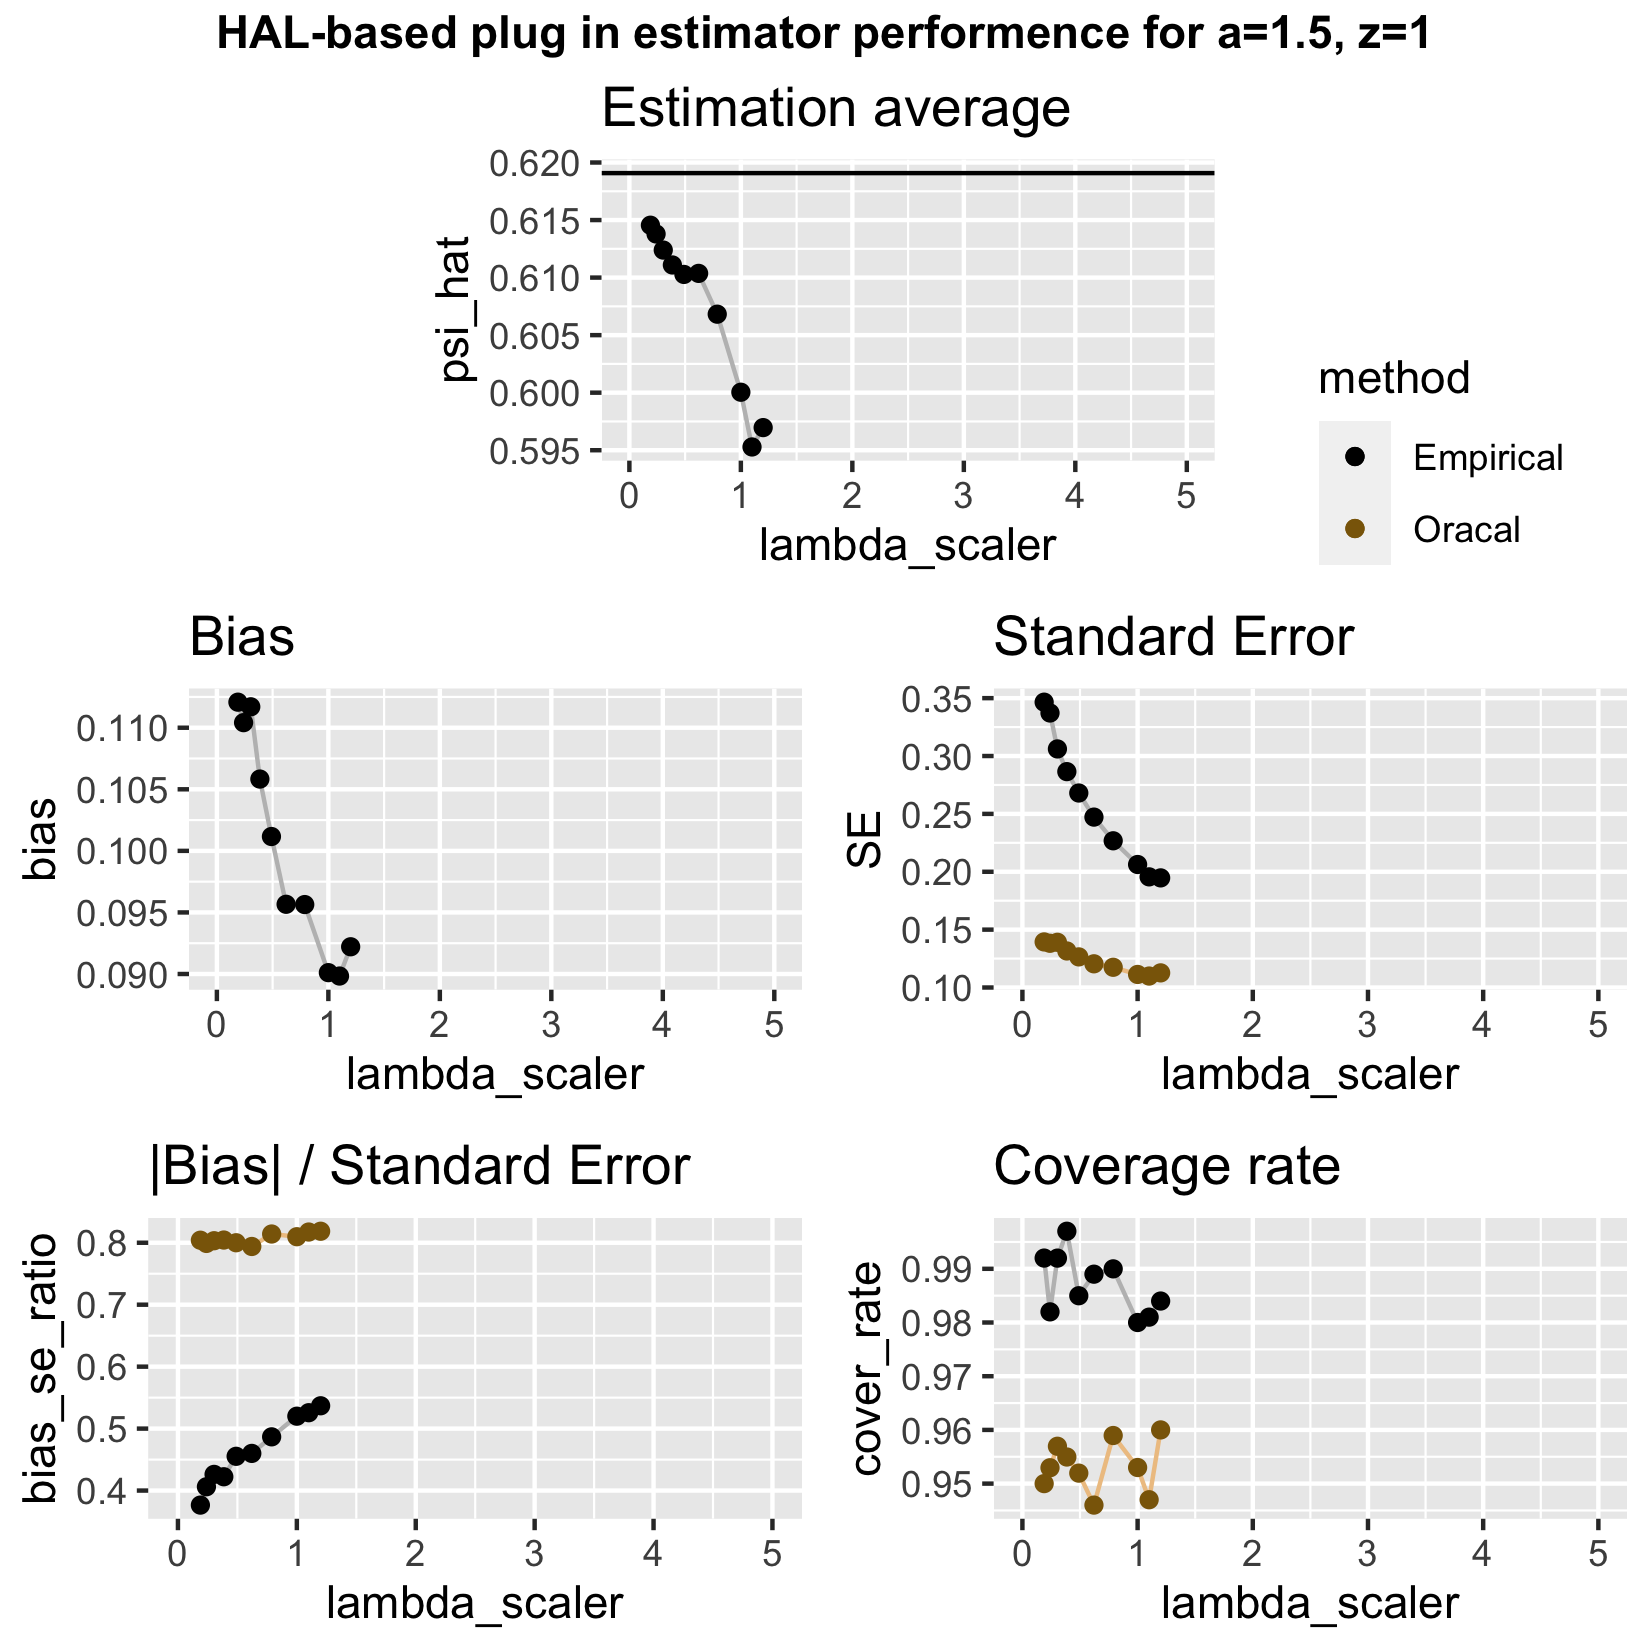 HAL-based plug in estimator performence for a=1.5, z=1
Estimation average
psi_hat
0.620
0.615
0.610
0.605
0.600
0.595
0 1 2 3 4 5
lambda_scaler
method
Empirical
Oracal
Bias
bias
0.110
0.105
0.100
0.095
0.090
0 1 2 3 4 5
lambda_scaler
Standard Error
SE
0.35
0.30
0.25
0.20
0.15
0.10
0 1 2 3 4 5
lambda_scaler
|Bias| / Standard Error
bias_se_ratio
0.8
0.7
0.6
0.5
0.4
0 1 2 3 4 5
lambda_scaler
Coverage rate
cover_rate
0.99
0.98
0.97
0.96
0.95
0 1 2 3 4 5
lambda_scaler